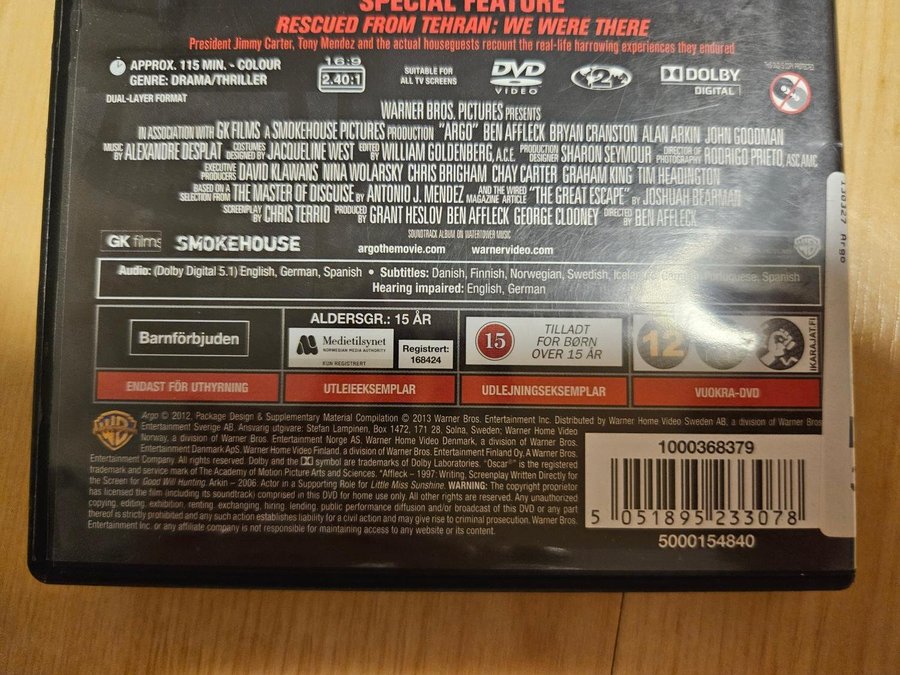 SPECIAL FEATURE
RESCUED FROM TEHRAN: WE WERE THERE
President Jimmy Carter, Tony Mendez and the actual houseguests recount the real-life harrowing experiences they endured
APPROX. 115 MIN. - COLOUR
GENRE: DRAMA/THRILLER
16:9
2.40:1
SUITABLE FOR
ALL TV SCREENS
DVD
VIDEO
2
DOLBY
DIGITAL
THIS DVD IS COPY PROTECTED
DUAL-LAYER FORMAT
WARNER BROS. PICTURES PRESENTS
IN ASSOCIATION WITH GK FILMS A SMOKEHOUSE PICTURES PRODUCTION "ARGO" BEN AFFLECK BRYAN CRANSTON ALAN ARKIN JOHN GOODMAN
MUSIC BY ALEXANDRE DESPLAT COSTUMES DESIGNED BY JACQUELINE WEST EDITED BY WILLIAM GOLDENBERG, A.C.E. PRODUCTION DESIGNER SHARON SEYMOUR DIRECTOR OF PHOTOGRAPHY RODRIGO PRIETO, ASC, AMC
EXECUTIVE PRODUCERS DAVID KLAWANS NINA WOLARSKY CHRIS BRIGHAM CHAY CARTER GRAHAM KING TIM HEADINGTON
BASED ON A SELECTION FROM THE MASTER OF DISGUISE BY ANTONIO J. MENDEZ AND THE WIRED MAGAZINE ARTICLE "THE GREAT ESCAPE" BY JOSHUAH BEARMAN
SCREENPLAY BY CHRIS TERRIO PRODUCED BY GRANT HESLOV BEN AFFLECK GEORGE CLOONEY DIRECTED BY BEN AFFLECK
SOUNDTRACK ALBUM ON WATERTOWER MUSIC
GK films SMOKEHOUSE
argothemovie.com warnervideo.com
Audio: (Dolby Digital 5.1) English, German, Spanish • Subtitles: Danish, Finnish, Norwegian, Swedish, Portuguese, Spanish
Hearing impaired: English, German
Barnförbjuden
ENDAST FÖR UTHYRNING
ALDERSGR.: 15 ÅR
Medietilsynet
NORWEGIAN MEDIA AUTHORITY
KUN REGISTRERT
Registrert:
168424
UTLEIEEKSEMPLAR
15
TILLADT
FOR BØRN
OVER 15 ÅR
UDLEJNINGSEKSEMPLAR
12
IKARAJAT.FI
VUOKRA-DVD
130327 Argo
Argo © 2012, Package Design & Supplementary Material Compilation © 2013 Warner Bros. Entertainment Inc. Distributed by Warner Home Video Sweden AB, a division of Warner Bros.
Entertainment Sverige AB. Ansvarig utgivare: Stefan Lampinen, Box 1472, 171 28, Solna, Sweden; Warner Home Video
Norway, a division of Warner Bros. Entertainment Norge AS. Warner Home Video Denmark, a division of Warner Bros.
Entertainment Danmark ApS. Warner Home Video Finland, a division of Warner Bros. Entertainment Finland Oy, A Warner Bros.
Entertainment Company. All rights reserved. Dolby and the symbol are trademarks of Dolby Laboratories. "Oscar®" is the registered
trademark and service mark of The Academy of Motion Picture Arts and Sciences. *Affleck – 1997: Writing, Screenplay Written Directly for
the Screen for Good Will Hunting. Arkin – 2006: Actor in a Supporting Role for Little Miss Sunshine. WARNING: The copyright proprietor
has licensed the film (including its soundtrack) comprised in this DVD for home use only. All other rights are reserved. Any unauthorized
copying, editing, exhibition, renting, exchanging, hiring, lending, public performance diffusion and/or broadcast of this DVD or any part
thereof is strictly prohibited and any such action establishes liability for a civil action and may give rise to criminal prosecution. Warner Bros.
Entertainment Inc. or an affiliate company is not responsible for maintaining access to any website or its content.
1000368379
5 051895 233078
5000154840